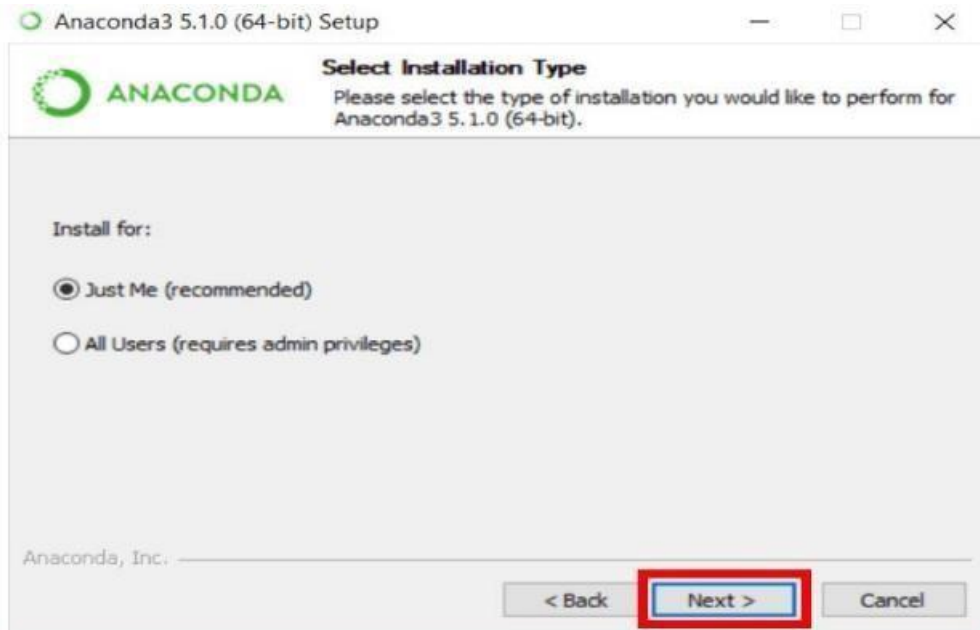 Anaconda3 5.1.0 (64-bit) Setup
ANACONDA
Select Installation Type
Please select the type of installation you would like to perform for
Anaconda3 5.1.0 (64-bit).
Install for:
Just Me (recommended)
All Users (requires admin privileges)
Anaconda, Inc.
< Back Next > Cancel